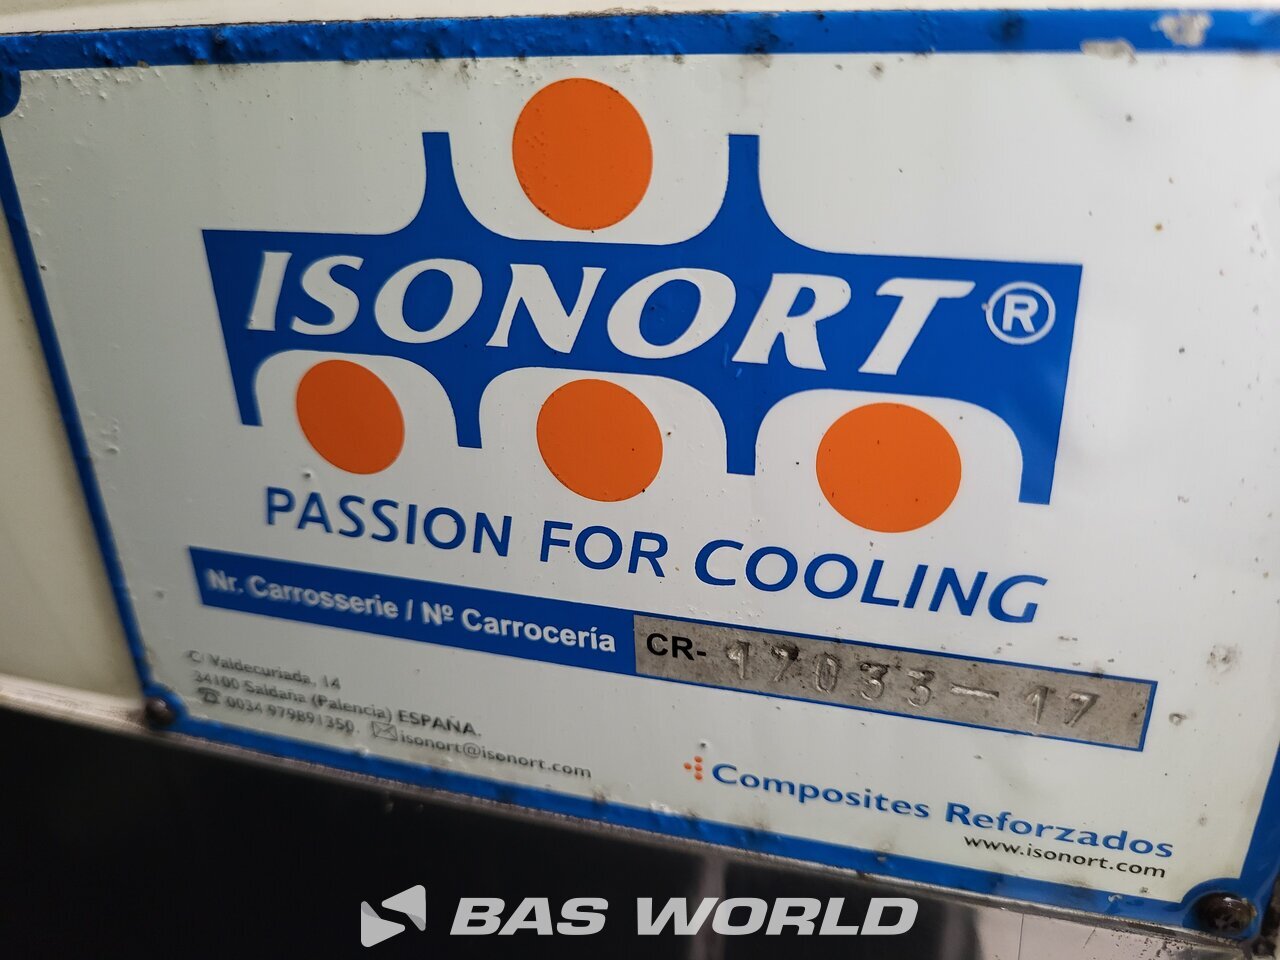 ISONORT®
PASSION FOR COOLING
Nr. Carrosserie / Nº Carrocería CR- 17033-17
C/ Valdecuriada, 14
34100 Saldaña (Palencia) ESPAÑA.
☎ 0034 979891350. ✉ isonort@isonort.com
Composites Reforzados
www.isonort.com
BAS WORLD